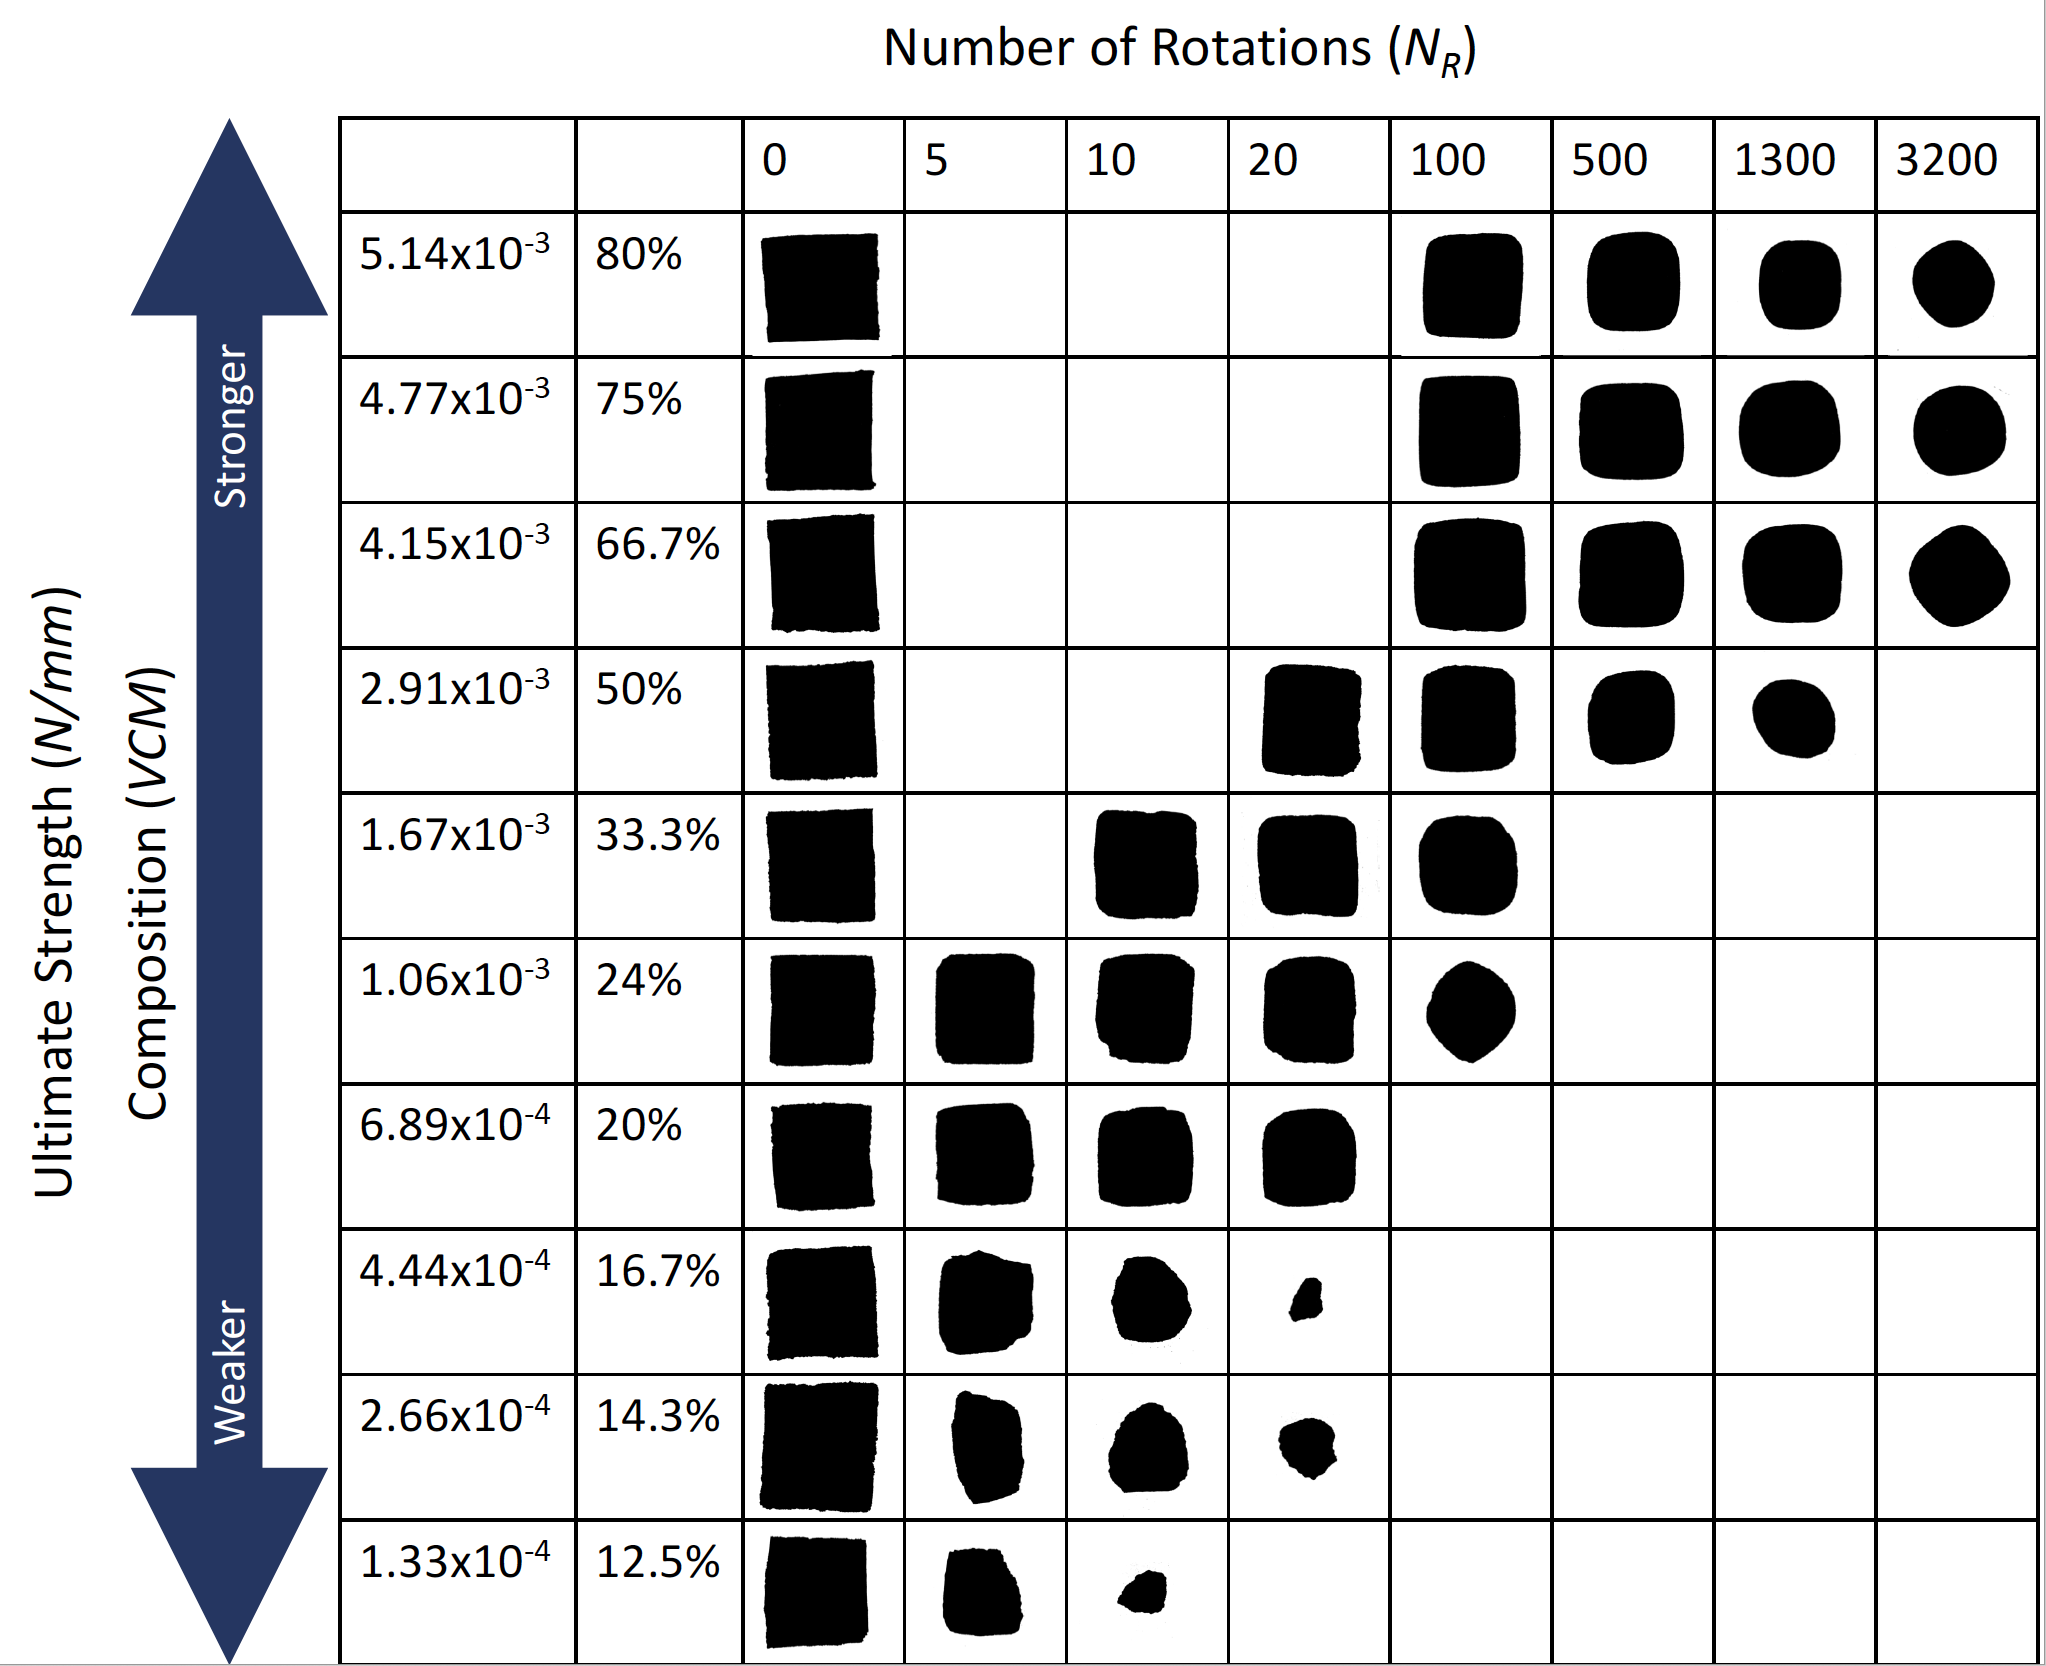 Number of Rotations (N_R)
0 5 10 20 100 500 1300 3200
5.14x10⁻³ 80%
4.77x10⁻³ 75%
4.15x10⁻³ 66.7%
2.91x10⁻³ 50%
1.67x10⁻³ 33.3%
1.06x10⁻³ 24%
6.89x10⁻⁴ 20%
4.44x10⁻⁴ 16.7%
2.66x10⁻⁴ 14.3%
1.33x10⁻⁴ 12.5%
Ultimate Strength (N/mm)
Composition (VCM)
Stronger
Weaker